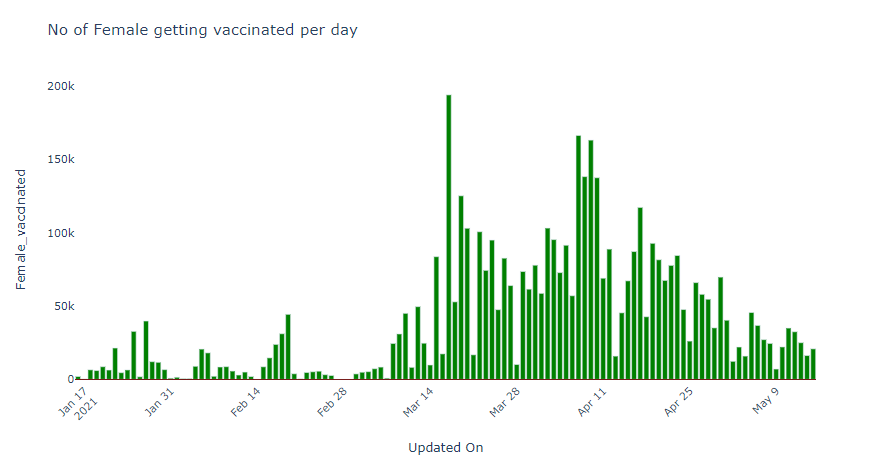 No of Female getting vaccinated per day
200k
150k
100k
50k
0
Female_vacdnated
Jan 17
2021
Jan 31
Feb 14
Feb 28
Mar 14
Mar 28
Apr 11
Apr 25
May 9
Updated On